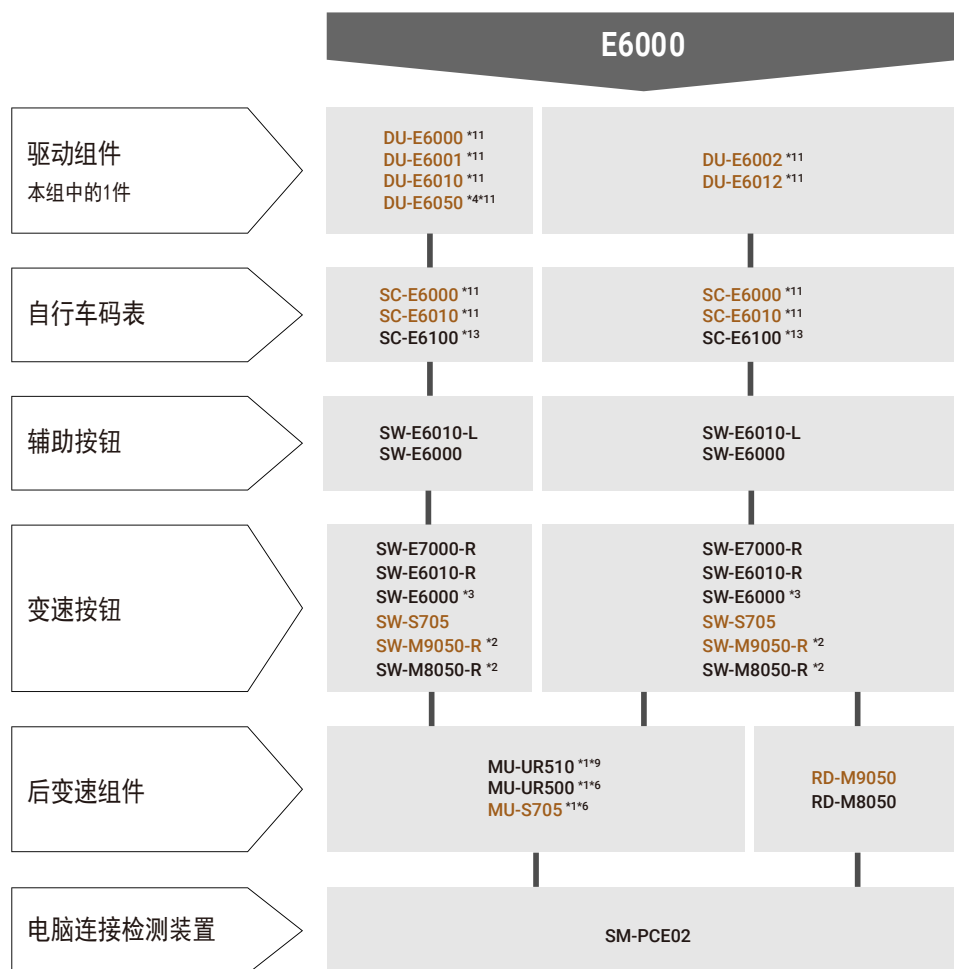 E6000
驱动组件
本组中的1件
DU-E6000 *11
DU-E6001 *11
DU-E6010 *11
DU-E6050 *4*11
DU-E6002 *11
DU-E6012 *11
自行车码表
SC-E6000 *11
SC-E6010 *11
SC-E6100 *13
SC-E6000 *11
SC-E6010 *11
SC-E6100 *13
辅助按钮
SW-E6010-L
SW-E6000
SW-E6010-L
SW-E6000
变速按钮
SW-E7000-R
SW-E6010-R
SW-E6000 *3
SW-S705
SW-M9050-R *2
SW-M8050-R *2
SW-E7000-R
SW-E6010-R
SW-E6000 *3
SW-S705
SW-M9050-R *2
SW-M8050-R *2
后变速组件
MU-UR510 *1*9
MU-UR500 *1*6
MU-S705 *1*6
RD-M9050
RD-M8050
电脑连接检测装置
SM-PCE02